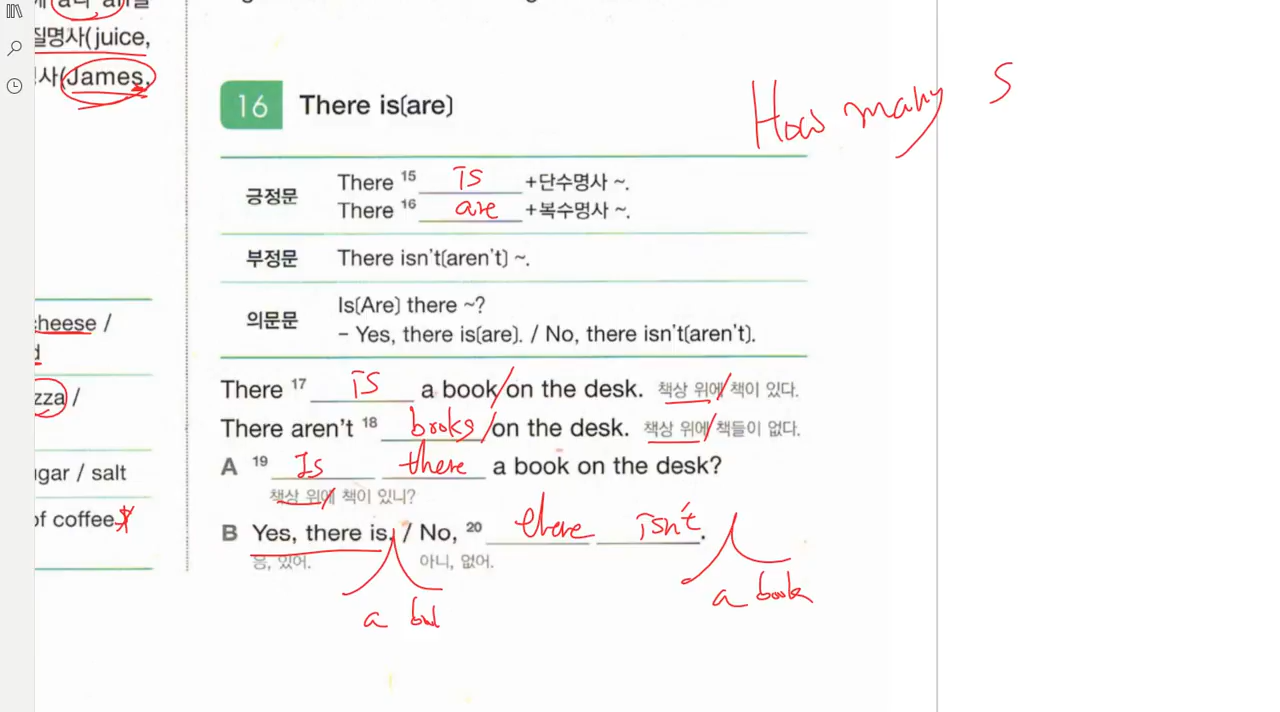 a나 an을
질명사(juice,
사(James,
cheese /
d
zza /
ugar / salt
of coffee
16 There is(are)
How many s
긍정문
There 15 is +단수명사 ~.
There 16 are +복수명사 ~.
부정문 There isn't(aren't) ~.
의문문
Is(Are) there ~?
– Yes, there is(are). / No, there isn't(aren't).
There 17 is a book/on the desk. 책상 위에/책이 있다.
There aren't 18 books/on the desk. 책상 위에/책들이 없다.
A 19 Is there a book on the desk?
책상 위에/책이 있니?
B Yes, there is. / No, 20 there isn't.
응, 있어. 아니, 없어.
a book
a